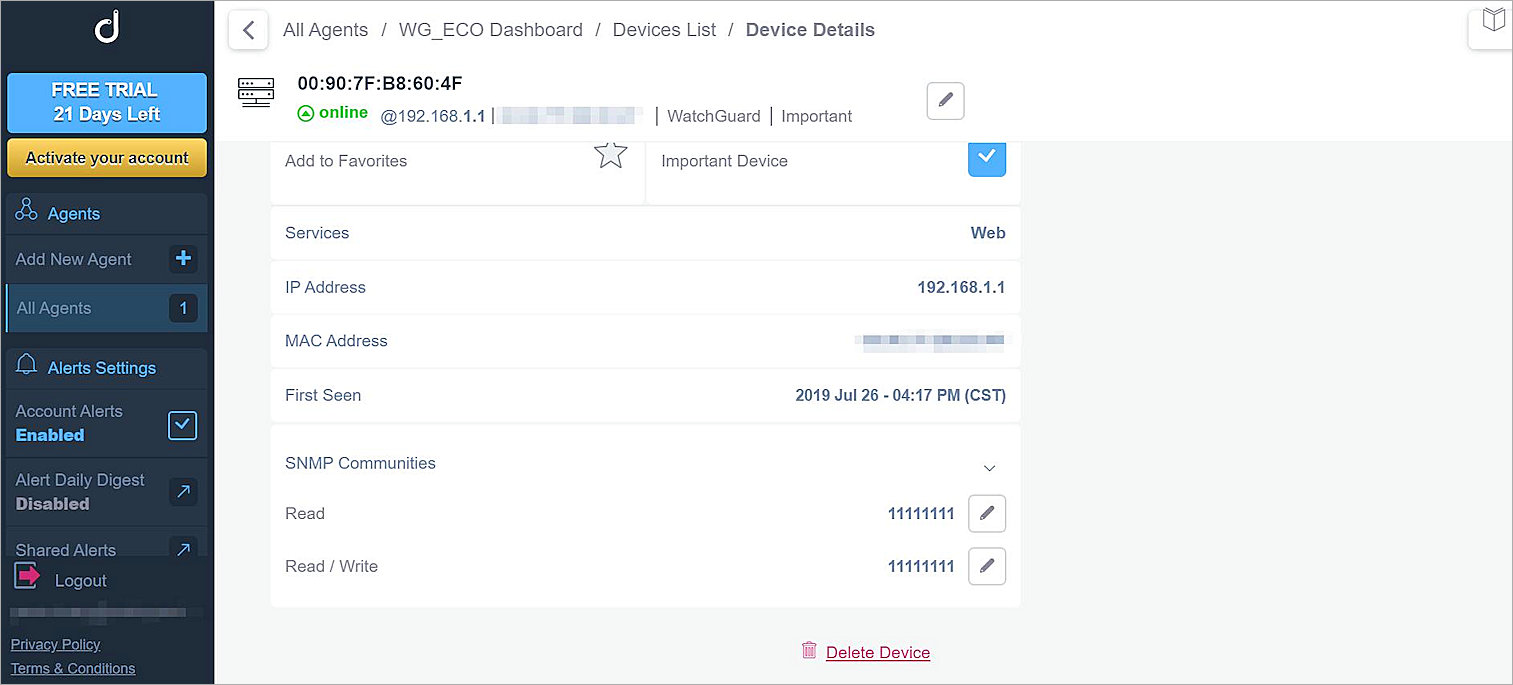 FREE TRIAL
21 Days Left
Activate your account
Agents
Add New Agent
All Agents 1
Alerts Settings
Account Alerts
Enabled
Alert Daily Digest
Disabled
Shared Alerts
Logout
Privacy Policy
Terms & Conditions
All Agents / WG_ECO Dashboard / Devices List / Device Details
00:90:7F:B8:60:4F
online @192.168.1.1 | | WatchGuard | Important
Add to Favorites
Important Device
Services Web
IP Address 192.168.1.1
MAC Address
First Seen 2019 Jul 26 - 04:17 PM (CST)
SNMP Communities
Read 11111111
Read / Write 11111111
Delete Device